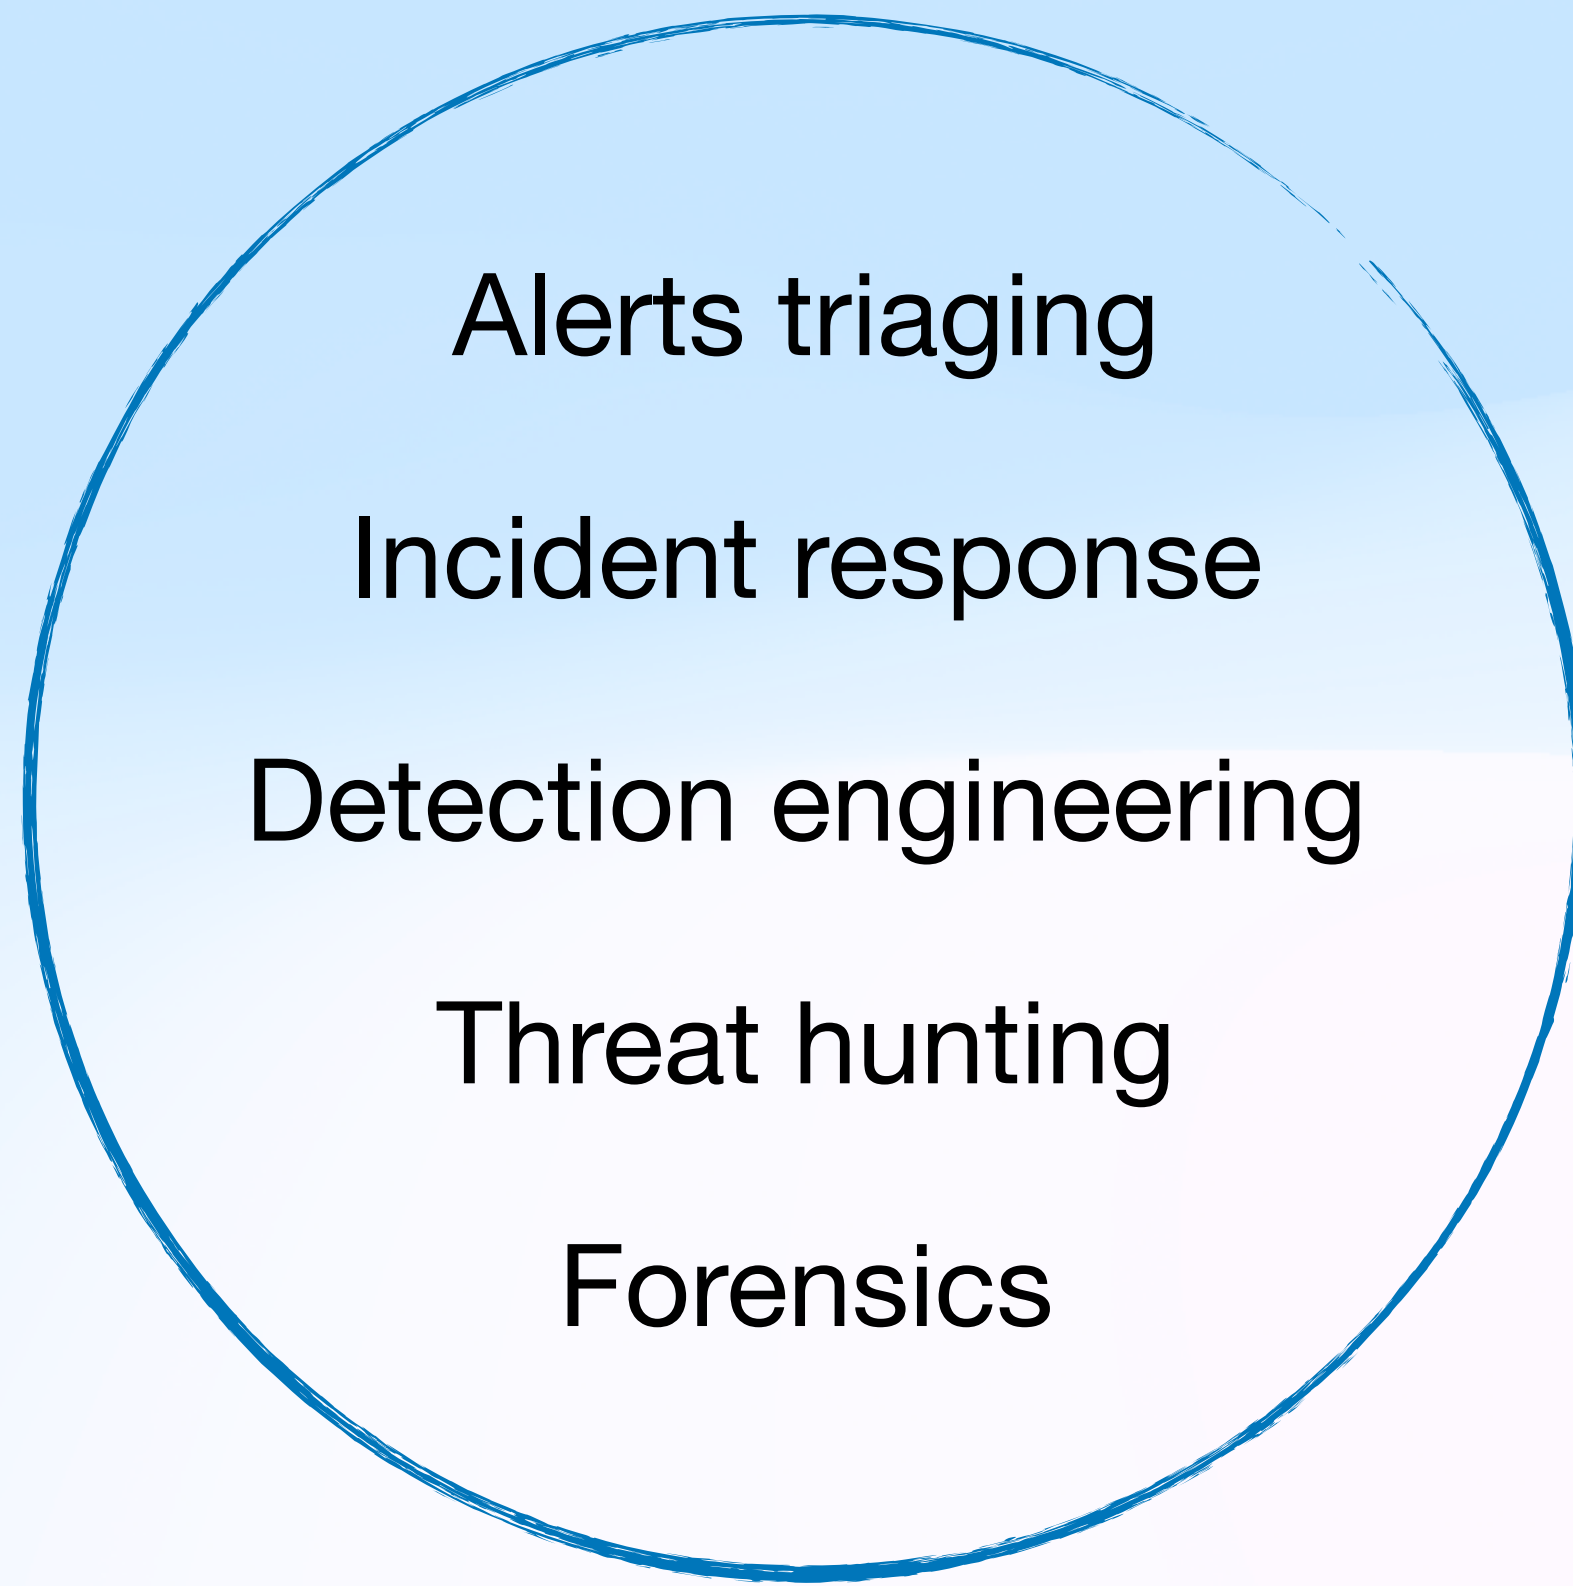 Alerts triaging
Incident response
Detection engineering
Threat hunting
Forensics